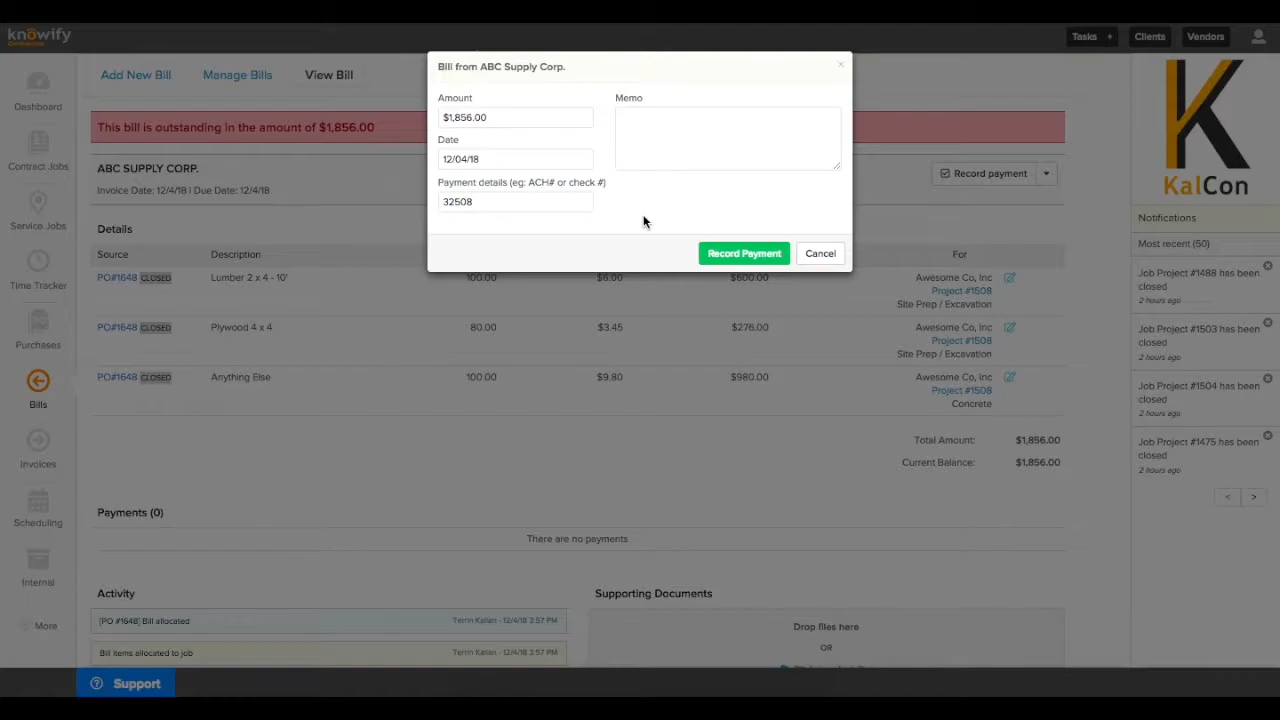 knowify
Tasks +
Clients
Vendors
Add New Bill
Manage Bills
View Bill
Bill from ABC Supply Corp.
×
Amount
$1,856.00
Memo
Date
12/04/18
Payment details (eg: ACH# or check #)
32508
Record Payment
Cancel
This bill is outstanding in the amount of $1,856.00
ABC SUPPLY CORP.
Invoice Date: 12/4/18 | Due Date: 12/4/18
Record payment
Details
Source Description For
PO#1648 CLOSED Lumber 2 x 4 - 10' 100.00 $6.00 $600.00 Awesome Co, Inc
Project #1508
Site Prep / Excavation
PO#1648 CLOSED Plywood 4 x 4 80.00 $3.45 $276.00 Awesome Co, Inc
Project #1508
Site Prep / Excavation
PO#1648 CLOSED Anything Else 100.00 $9.80 $980.00 Awesome Co, Inc
Project #1508
Concrete
Total Amount: $1,856.00
Current Balance: $1,856.00
Payments (0)
There are no payments
Activity
[PO #1648] Bill allocated Terrin Kallan - 12/4/18 3:57 PM
Bill items allocated to job Terrin Kallan - 12/4/18 3:57 PM
Supporting Documents
Drop files here
OR
Dashboard
Contract Jobs
Service Jobs
Time Tracker
Purchases
Bills
Invoices
Scheduling
Internal
More
Support
KalCon
Notifications
Most recent (50)
Job Project #1488 has been
closed
2 hours ago
Job Project #1503 has been
closed
2 hours ago
Job Project #1504 has been
closed
2 hours ago
Job Project #1475 has been
closed
2 hours ago
< >